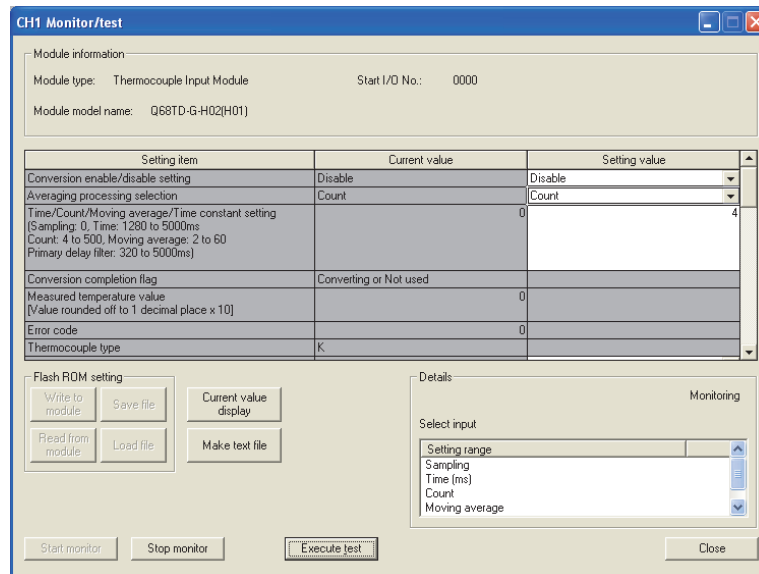 CH1 Monitor/test
Module information
Module type: Thermocouple Input Module Start I/O No.: 0000
Module model name: Q68TD-G-H02(H01)
Setting item Current value Setting value
Conversion enable/disable setting Disable Disable
Averaging processing selection Count Count
Time/Count/Moving average/Time constant setting 0 4
(Sampling: 0, Time: 1280 to 5000ms
Count: 4 to 500, Moving average: 2 to 60
Primary delay filter: 320 to 5000ms)
Conversion completion flag Converting or Not used
Measured temperature value 0
[Value rounded off to 1 decimal place x 10]
Error code 0
Thermocouple type K
Flash ROM setting
Write to
module
Save file
Read from
module
Load file
Current value
display
Make text file
Details
Monitoring
Select input
Setting range
Sampling
Time (ms)
Count
Moving average
Start monitor Stop monitor Execute test Close